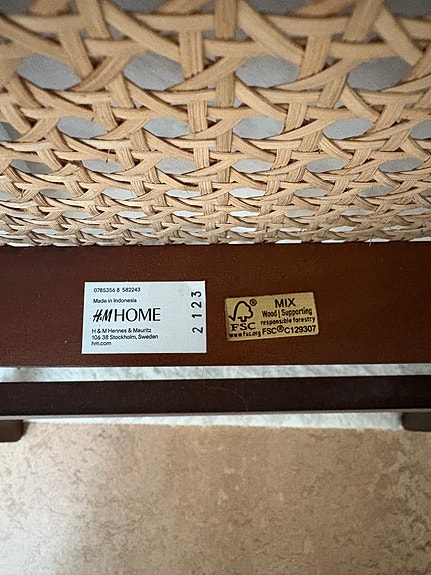 0785356 8 582243
Made in Indonesia
H&M HOME
H & M Hennes & Mauritz
106 38 Stockholm, Sweden
hm.com
2123
FSC
www.fsc.org
MIX
Wood | Supporting
responsible forestry
FSC® C129307